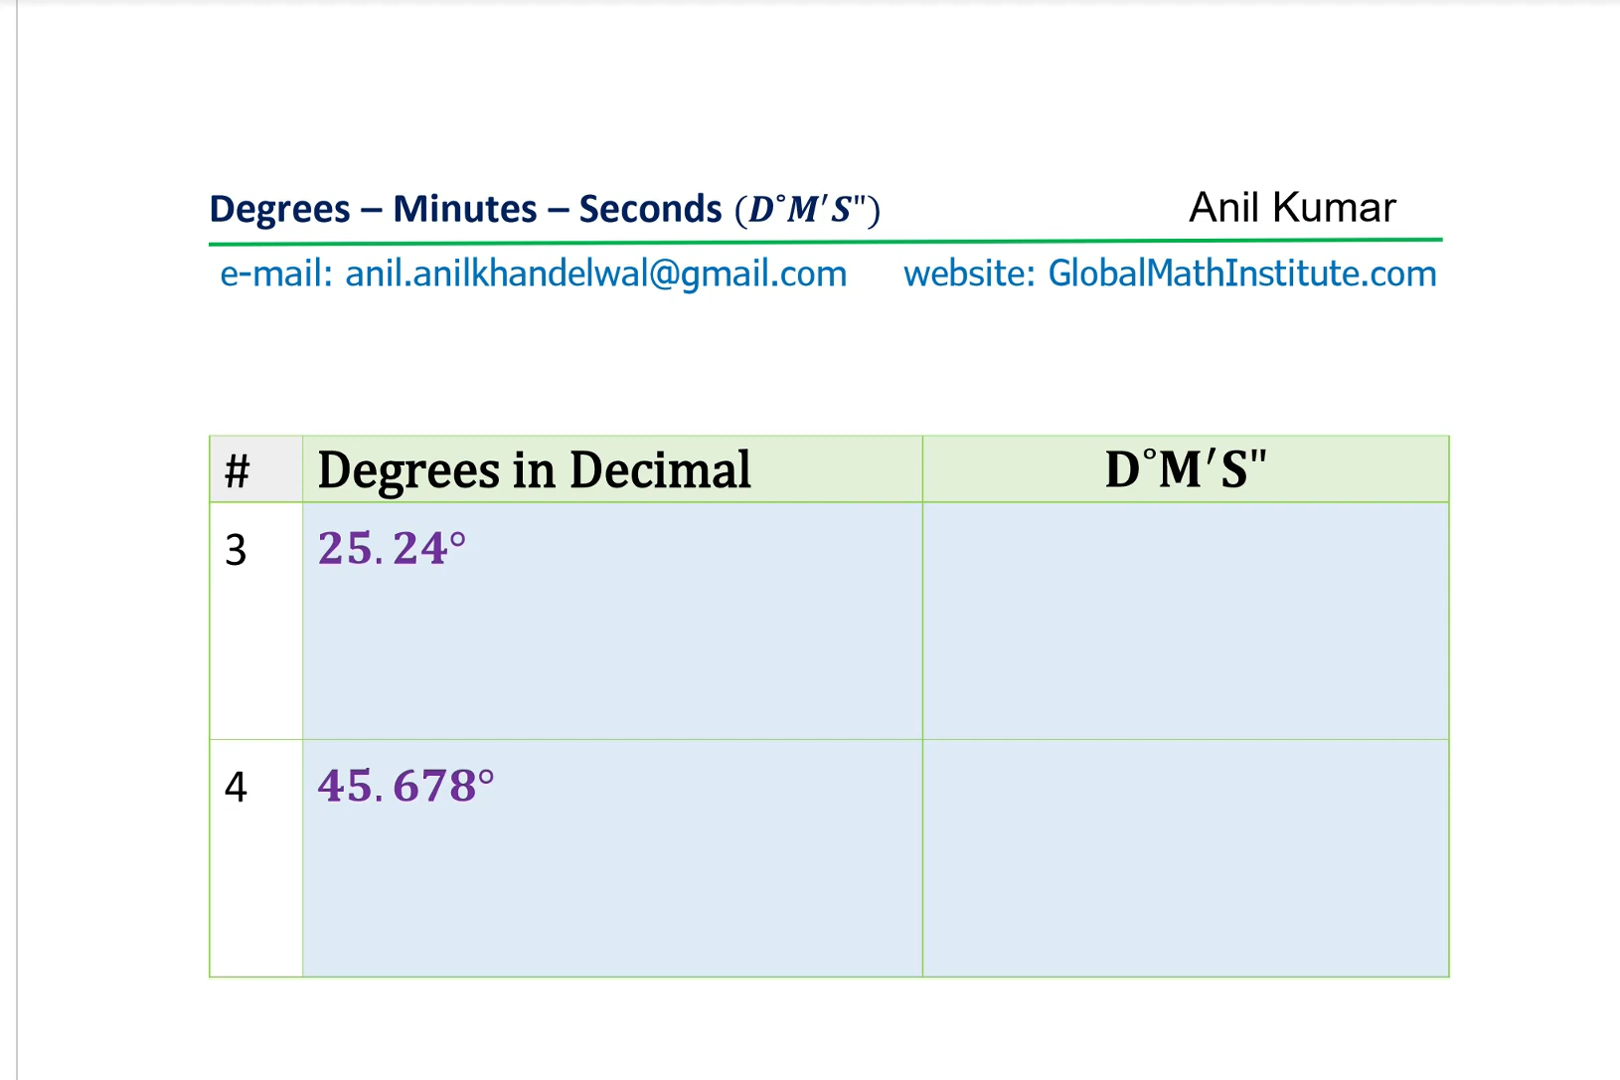 Degrees – Minutes – Seconds (D°M′S") Anil Kumar
e-mail: anil.anilkhandelwal@gmail.com website: GlobalMathInstitute.com
# Degrees in Decimal D°M′S"
3 25.24°
4 45.678°